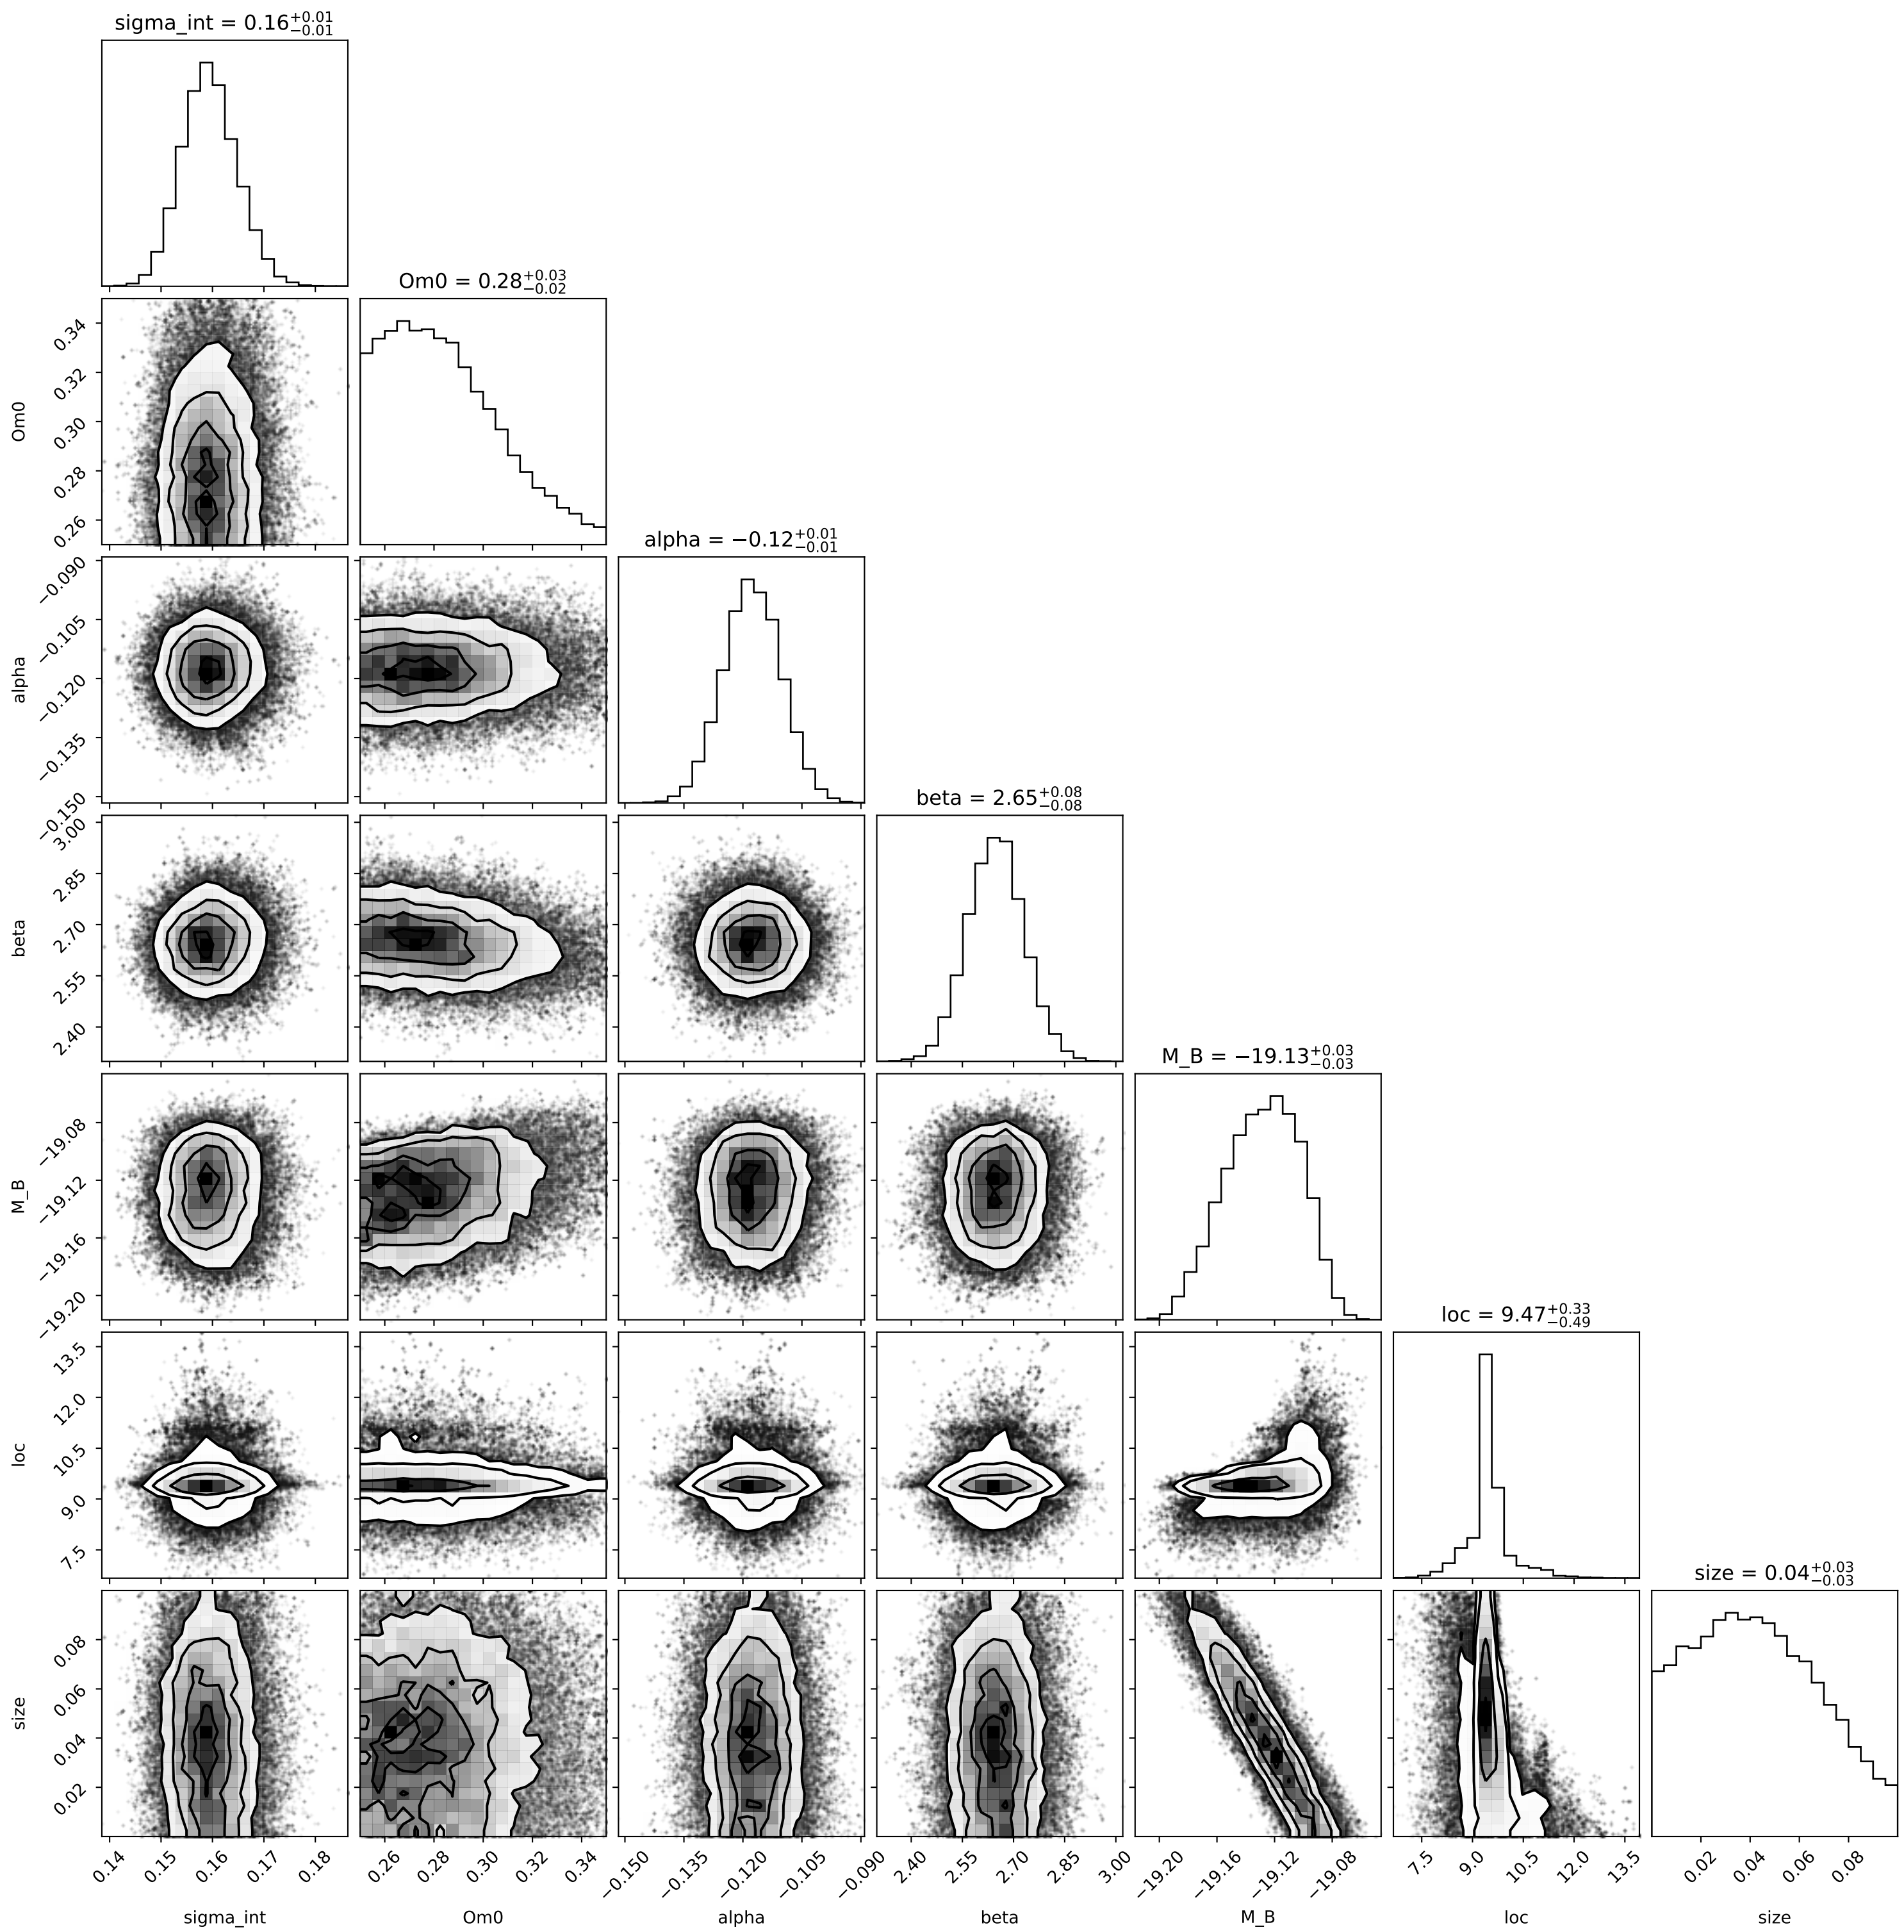 sigma_int = 0.16+0.01−0.01
Om0 = 0.28+0.03−0.02
0.34
0.32
0.30
0.28
0.26
Om0
alpha = −0.12+0.01−0.01
−0.090
−0.105
−0.120
−0.135
−0.150
alpha
beta = 2.65+0.08−0.08
3.00
2.85
2.70
2.55
2.40
beta
M_B = −19.13+0.03−0.03
−19.08
−19.12
−19.16
−19.20
M_B
loc = 9.47+0.33−0.49
13.5
12.0
10.5
9.0
7.5
loc
size = 0.04+0.03−0.03
0.08
0.06
0.04
0.02
size
0.14 0.15 0.16 0.17 0.18
0.26 0.28 0.30 0.32 0.34
−0.150 −0.135 −0.120 −0.105 −0.090
2.40 2.55 2.70 2.85 3.00
−19.20 −19.16 −19.12 −19.08
7.5 9.0 10.5 12.0 13.5
0.02 0.04 0.06 0.08
sigma_int Om0 alpha beta M_B loc size